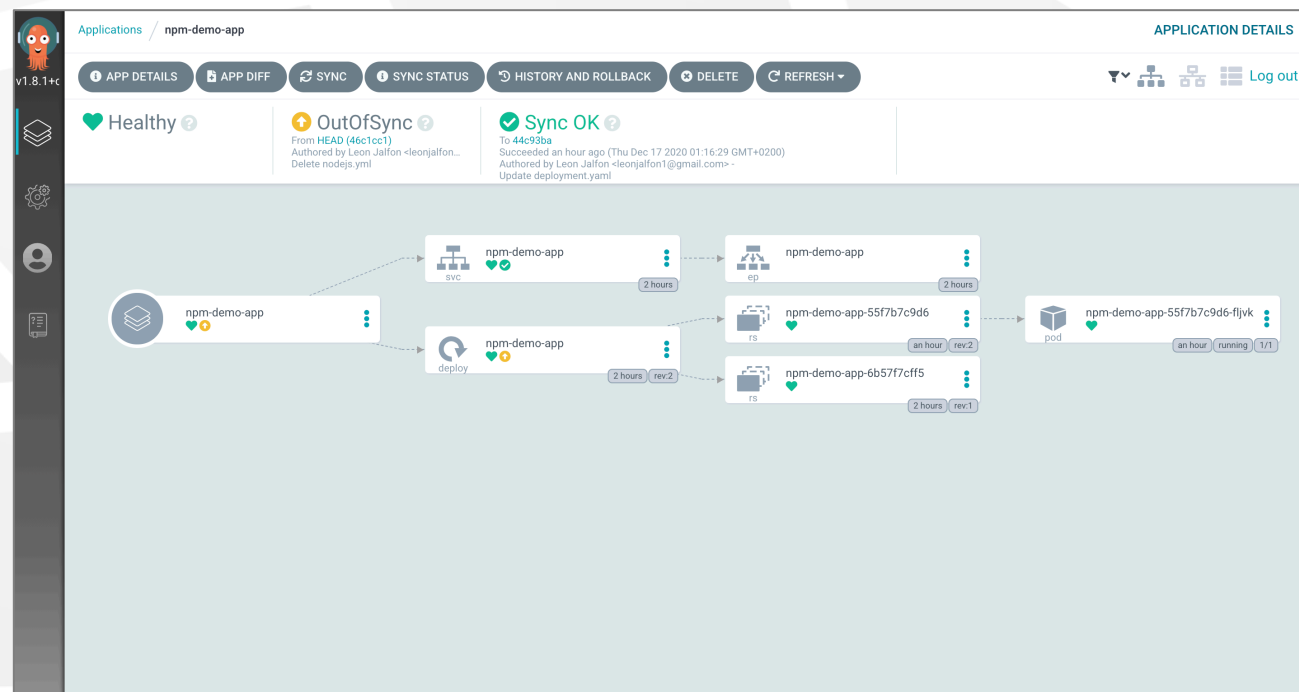 Applications / npm-demo-app
APPLICATION DETAILS
v1.8.1+c
APP DETAILS
APP DIFF
SYNC
SYNC STATUS
HISTORY AND ROLLBACK
DELETE
REFRESH
Log out
Healthy
OutOfSync
From HEAD (46c1cc1)
Authored by Leon Jalfon <leonjalfon...
Delete nodejs.yml
Sync OK
To 44c93ba
Succeeded an hour ago (Thu Dec 17 2020 01:16:29 GMT+0200)
Authored by Leon Jalfon <leonjalfon1@gmail.com> -
Update deployment.yaml
npm-demo-app
npm-demo-app
svc
2 hours
npm-demo-app
ep
2 hours
npm-demo-app
deploy
2 hours rev:2
npm-demo-app-55f7b7c9d6
rs
an hour rev:2
npm-demo-app-6b57f7cff5
rs
2 hours rev:1
npm-demo-app-55f7b7c9d6-fljvk
pod
an hour running 1/1